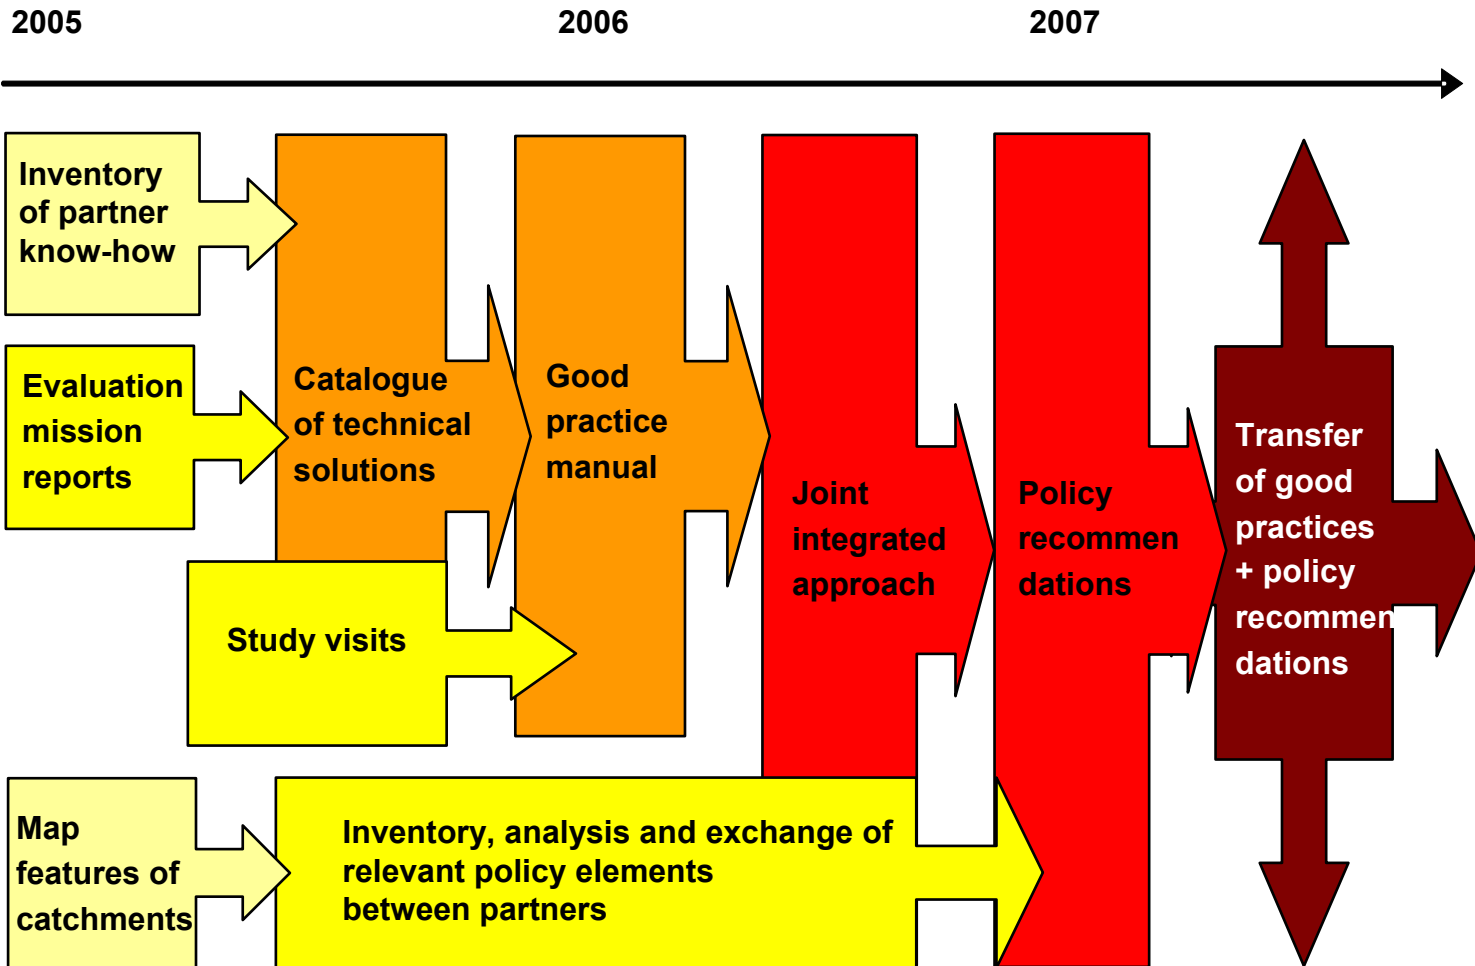 2005
2006
2007
Inventory
of partner
know-how
Evaluation
mission
reports
Catalogue
of technical
solutions
Good
practice
manual
Joint
integrated
approach
Policy
recommen
dations
Transfer
of good
practices
+ policy
recommen
dations
Study visits
Map
features of
catchments
Inventory, analysis and exchange of
relevant policy elements
between partners